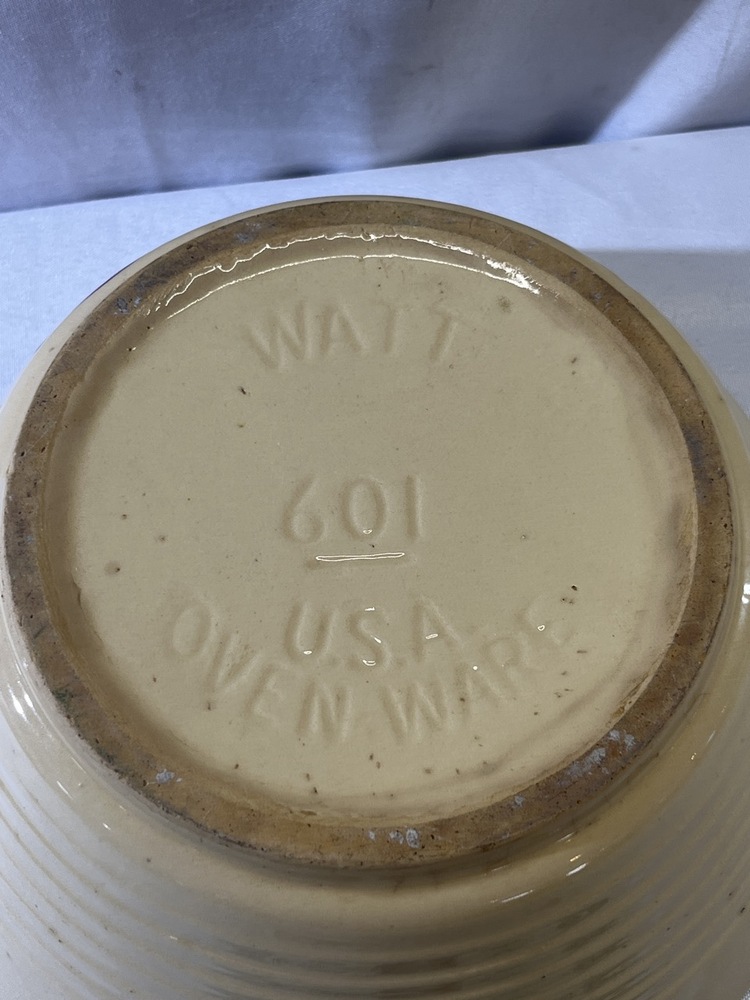 WATT
601
U.S.A.
OVEN WARE